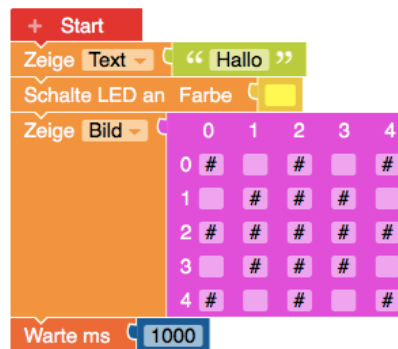 + Start
Zeige Text “ Hallo ”
Schalte LED an Farbe
Zeige Bild 0 1 2 3 4
0 # # #
1 # # #
2 # # # # #
3 # # #
4 # # #
Warte ms 1000